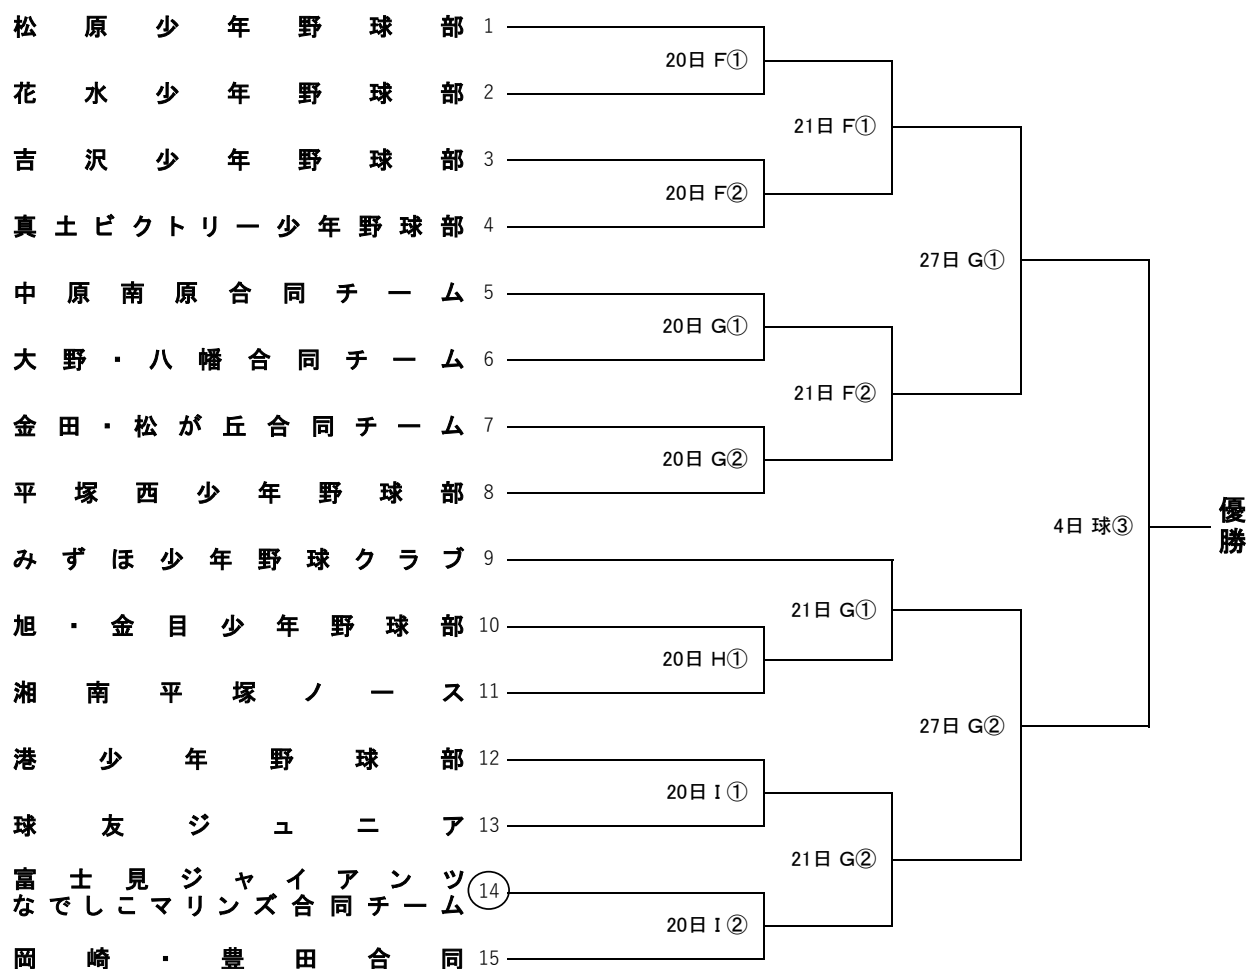 松原少年野球部 1
20日 F①
花水少年野球部 2
21日 F①
吉沢少年野球部 3
20日 F②
真土ビクトリー少年野球部 4
27日 G①
中原南原合同チーム 5
20日 G①
大野・八幡合同チーム 6
21日 F②
金田・松が丘合同チーム 7
20日 G②
平塚西少年野球部 8
4日 球③
優勝
みずほ少年野球クラブ 9
21日 G①
旭・金目少年野球部 10
20日 H①
湘南平塚ノース 11
27日 G②
港少年野球部 12
20日 I ①
球友ジュニア 13
21日 G②
富士見ジャイアンツ
なでしこマリンズ合同チーム 14
20日 I ②
岡崎・豊田合同 15